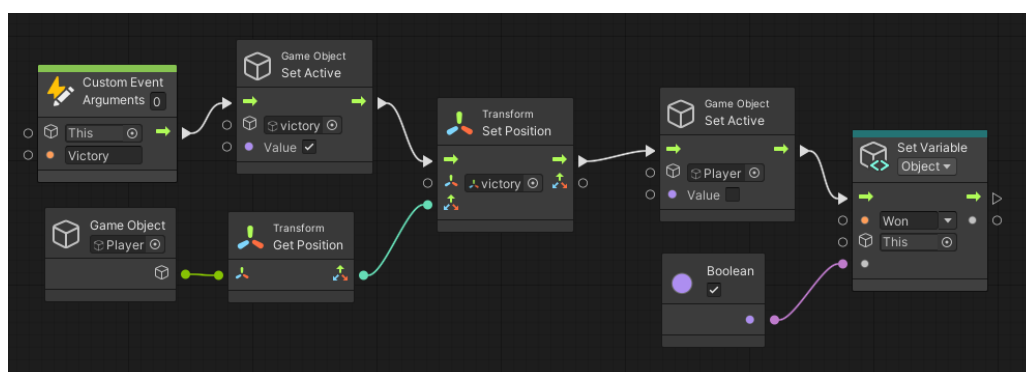 Custom Event
Arguments 0
This
Victory
Game Object
Set Active
victory
Value
Game Object
Player
Transform
Get Position
Transform
Set Position
victory
Game Object
Set Active
Player
Value
Boolean
Set Variable
Object
Won
This